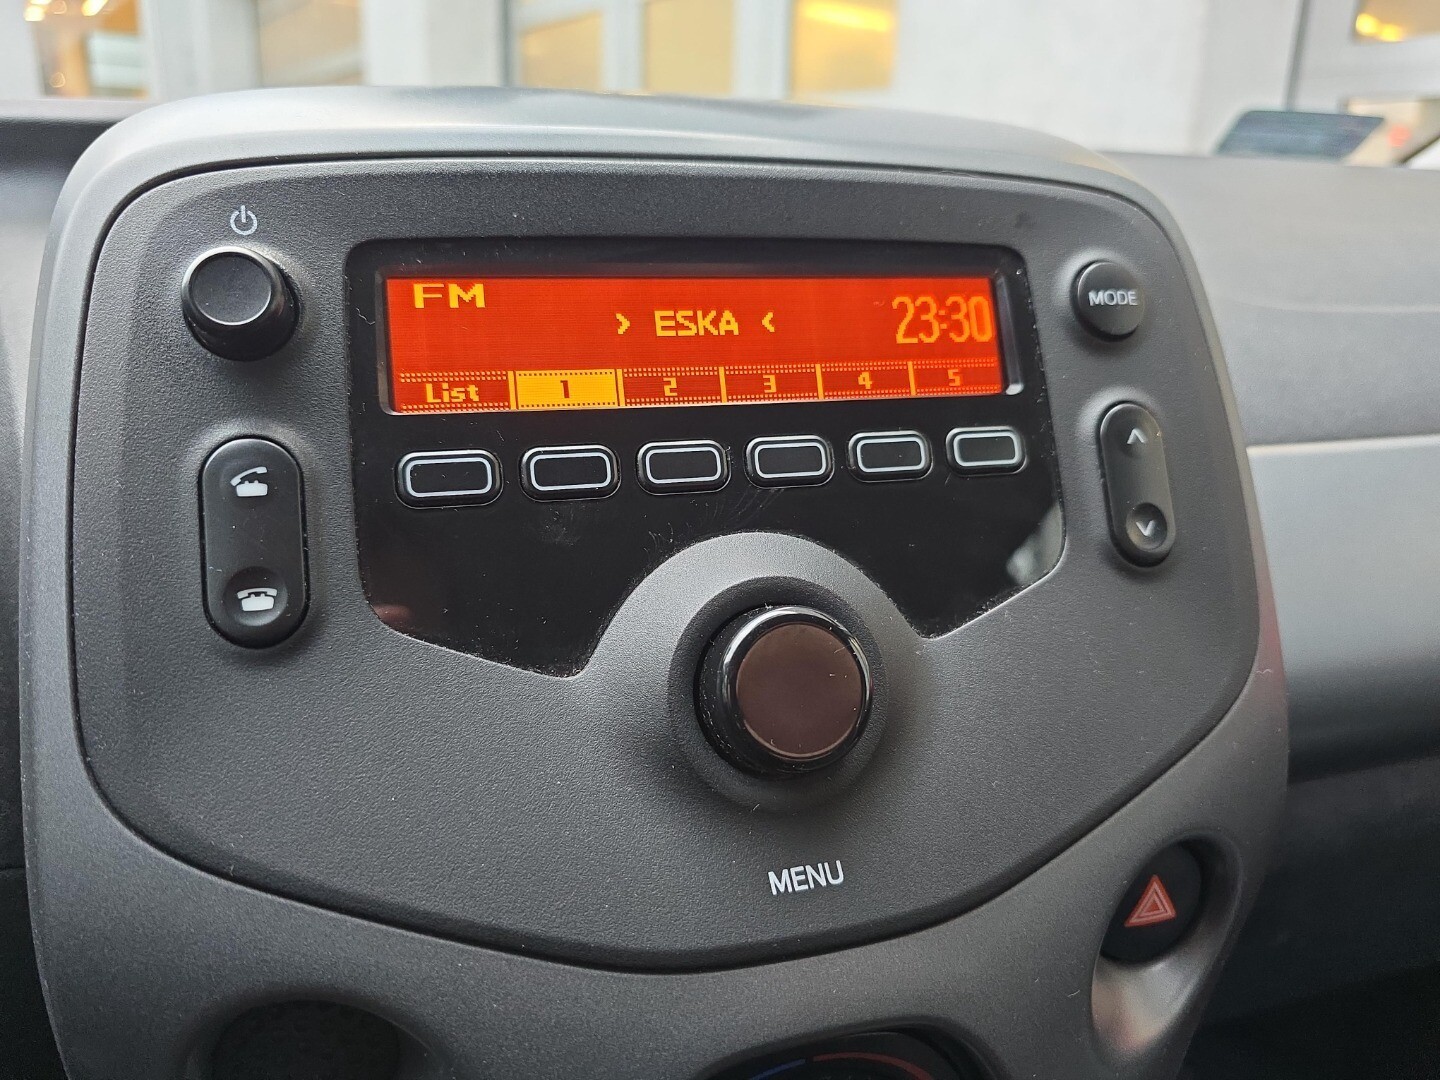 FM
> ESKA <
23:30
List 1 2 3 4 5
MODE
MENU